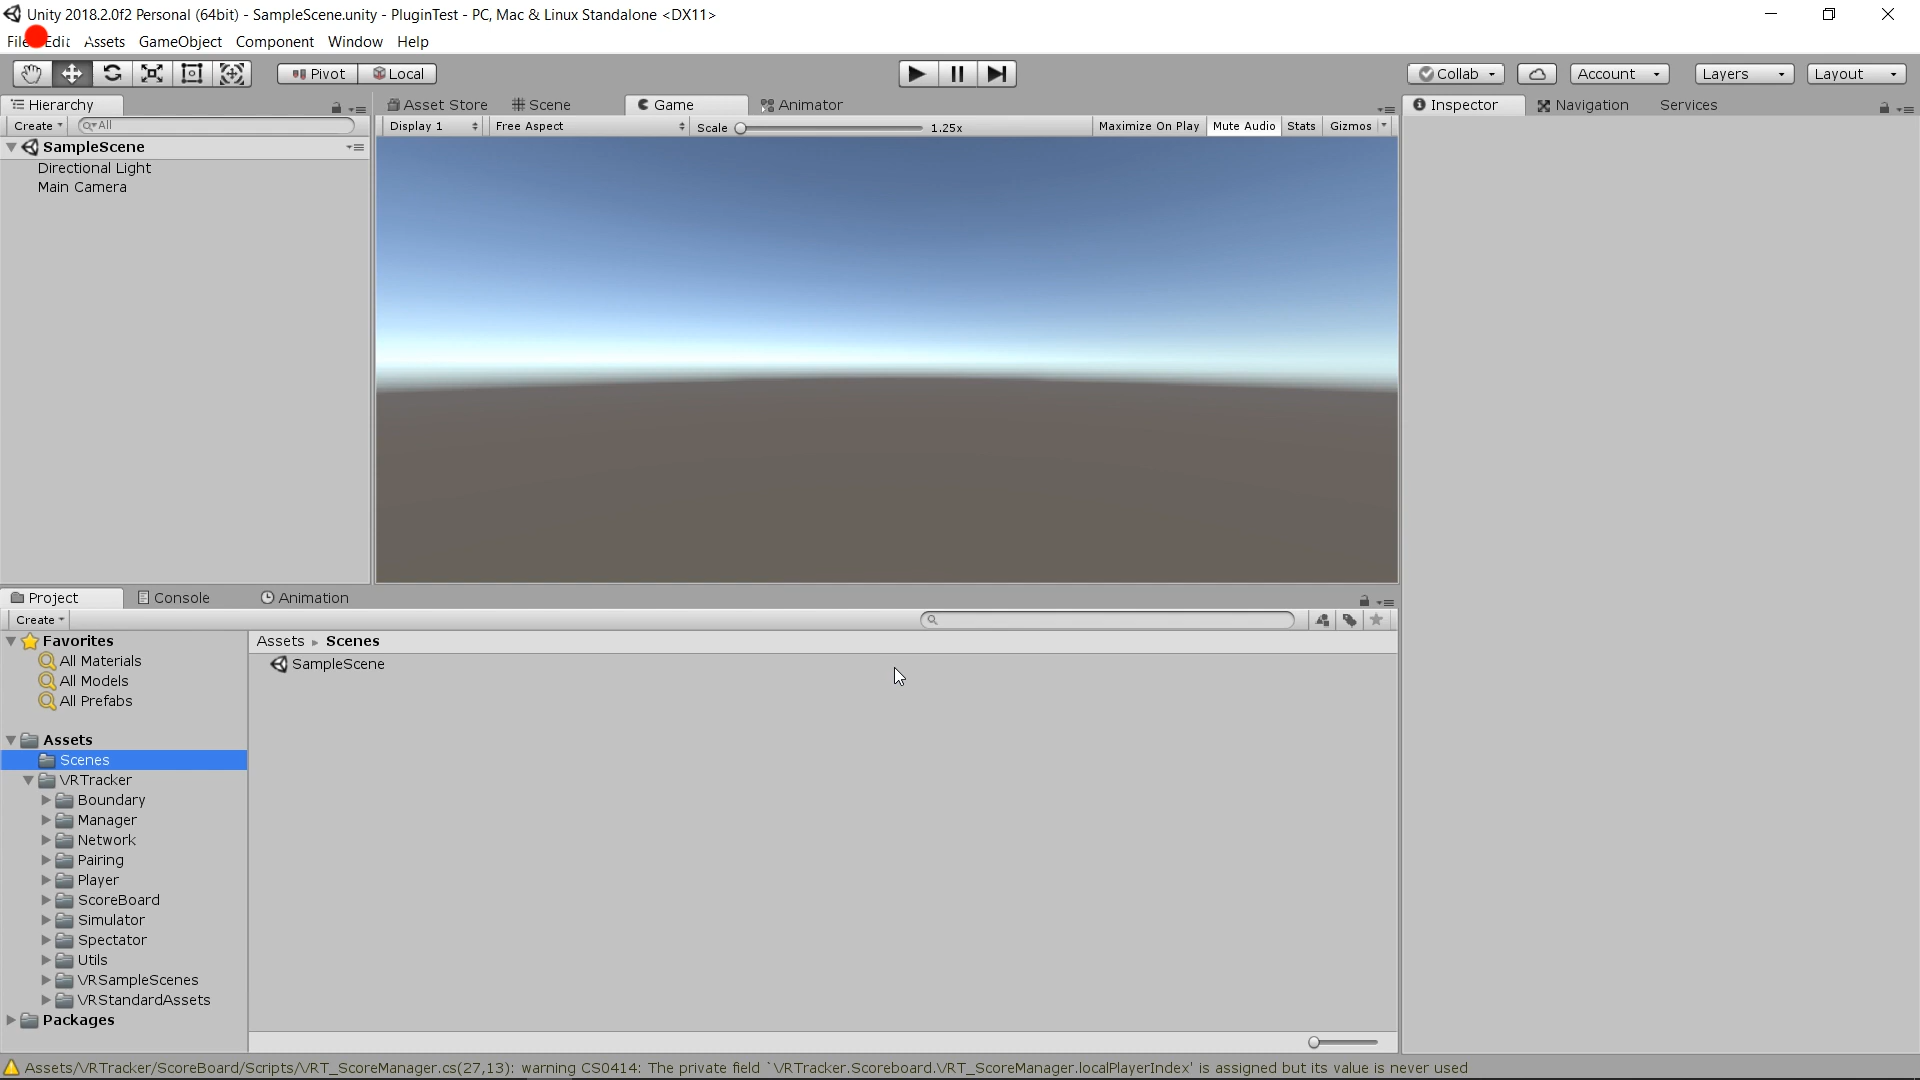 Unity 2018.2.0f2 Personal (64bit) - SampleScene.unity - PluginTest - PC, Mac & Linux Standalone <DX11>
File Edit Assets GameObject Component Window Help
Pivot Local Collab Account Layers Layout
Hierarchy Asset Store Scene Game Animator Inspector Navigation Services
Create All Display 1 Free Aspect Scale 1.25x Maximize On Play Mute Audio Stats Gizmos
SampleScene
Directional Light
Main Camera
Project Console Animation
Create
Favorites Assets Scenes
All Materials SampleScene
All Models
All Prefabs
Assets
Scenes
VRTracker
Boundary
Manager
Network
Pairing
Player
ScoreBoard
Simulator
Spectator
Utils
VRSampleScenes
VRStandardAssets
Packages
Assets/VRTracker/ScoreBoard/Scripts/VRT_ScoreManager.cs(27,13): warning CS0414: The private field `VRTracker.Scoreboard.VRT_ScoreManager.localPlayerIndex' is assigned but its value is never used